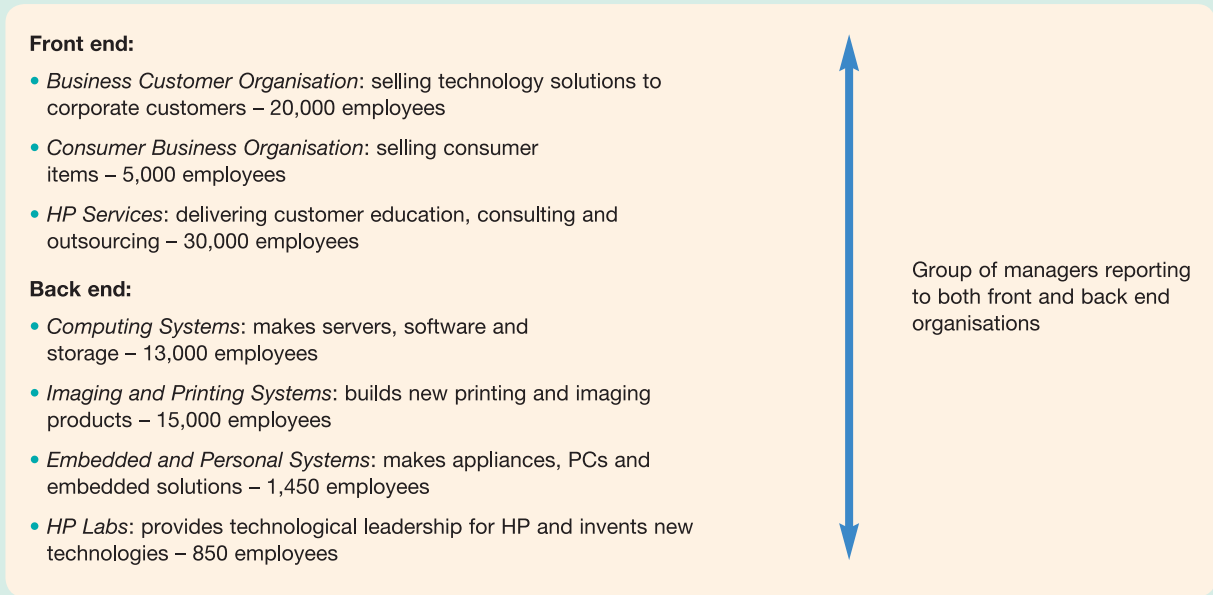 Front end:
• Business Customer Organisation: selling technology solutions to
corporate customers – 20,000 employees
• Consumer Business Organisation: selling consumer
items – 5,000 employees
• HP Services: delivering customer education, consulting and
outsourcing – 30,000 employees
Back end:
• Computing Systems: makes servers, software and
storage – 13,000 employees
• Imaging and Printing Systems: builds new printing and imaging
products – 15,000 employees
• Embedded and Personal Systems: makes appliances, PCs and
embedded solutions – 1,450 employees
• HP Labs: provides technological leadership for HP and invents new
technologies – 850 employees
Group of managers reporting
to both front and back end
organisations